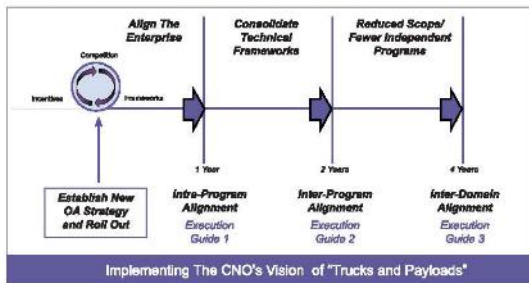 Align The
Enterprise
Consolidate
Technical
Frameworks
Reduced Scope/
Fewer Independent
Programs
Competition
Incentives
Frameworks
1 Year
2 Years
4 Years
Establish New
OA Strategy
and Roll Out
Intra-Program
Alignment
Execution
Guide 1
Inter-Program
Alignment
Execution
Guide 2
Inter-Domain
Alignment
Execution
Guide 3
Implementing The CNO's Vision of "Trucks and Payloads"